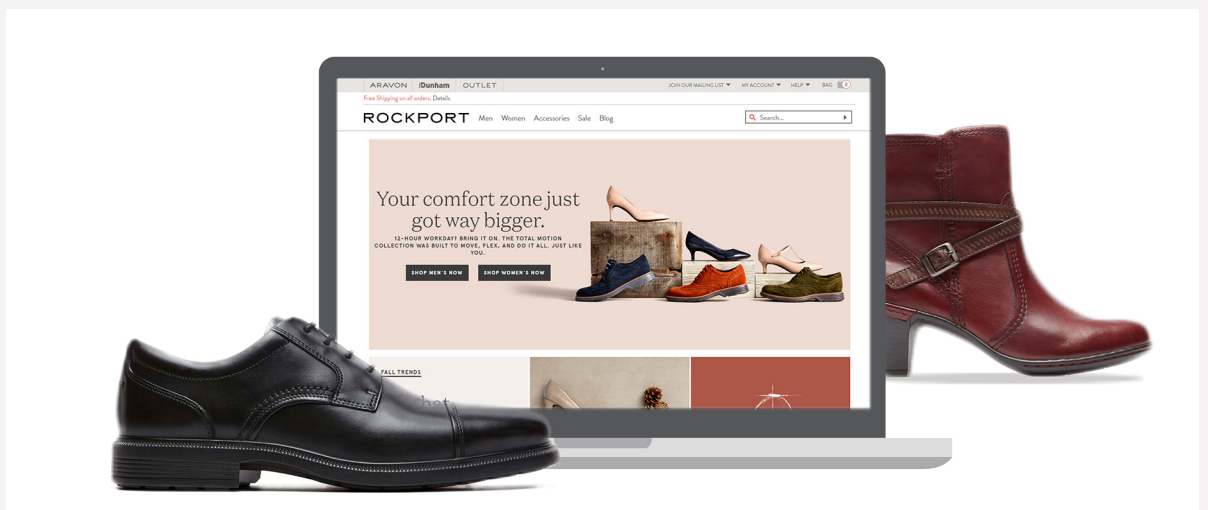 ARAVON Dunham OUTLET JOIN OUR MAILING LIST MY ACCOUNT HELP BAG 0
Free Shipping on all orders. Details
ROCKPORT Men Women Accessories Sale Blog Search...
Your comfort zone just
got way bigger.
12-HOUR WORKDAY? BRING IT ON. THE TOTAL MOTION
COLLECTION WAS BUILT TO MOVE, FLEX, AND DO IT ALL. JUST LIKE
YOU.
SHOP MEN'S NOW SHOP WOMEN'S NOW
FALL TRENDS